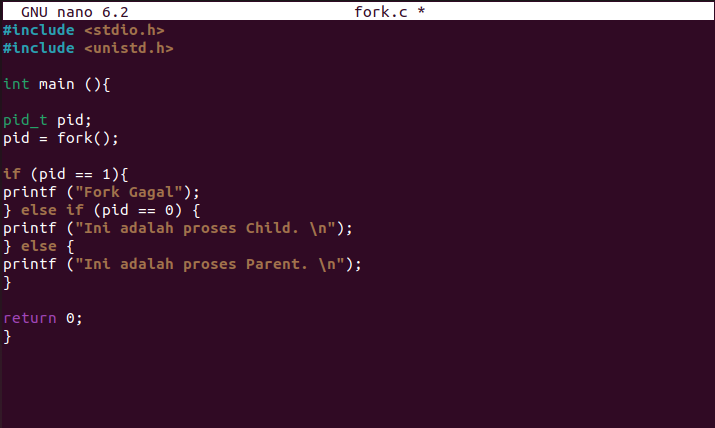 GNU nano 6.2 fork.c *
#include <stdio.h>
#include <unistd.h>
int main (){
pid_t pid;
pid = fork();
if (pid == 1){
printf ("Fork Gagal");
} else if (pid == 0) {
printf ("Ini adalah proses Child. \n");
} else {
printf ("Ini adalah proses Parent. \n");
}
return 0;
}